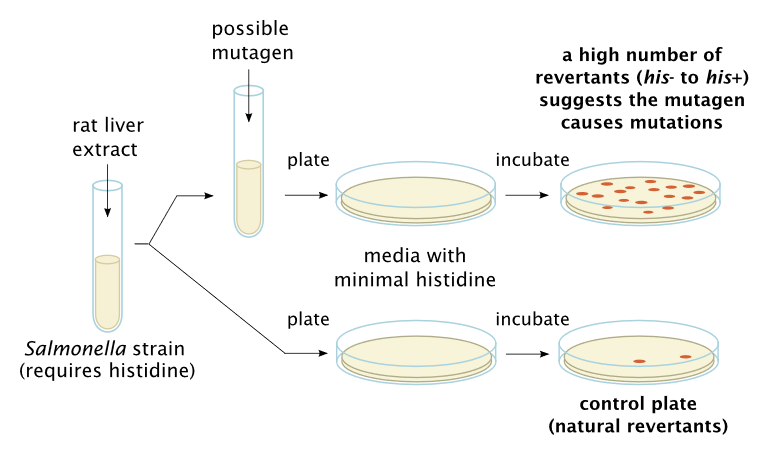 possible
mutagen
a high number of
revertants (his- to his+)
suggests the mutagen
causes mutations
rat liver
extract
plate
incubate
media with
minimal histidine
plate
incubate
Salmonella strain
(requires histidine)
control plate
(natural revertants)